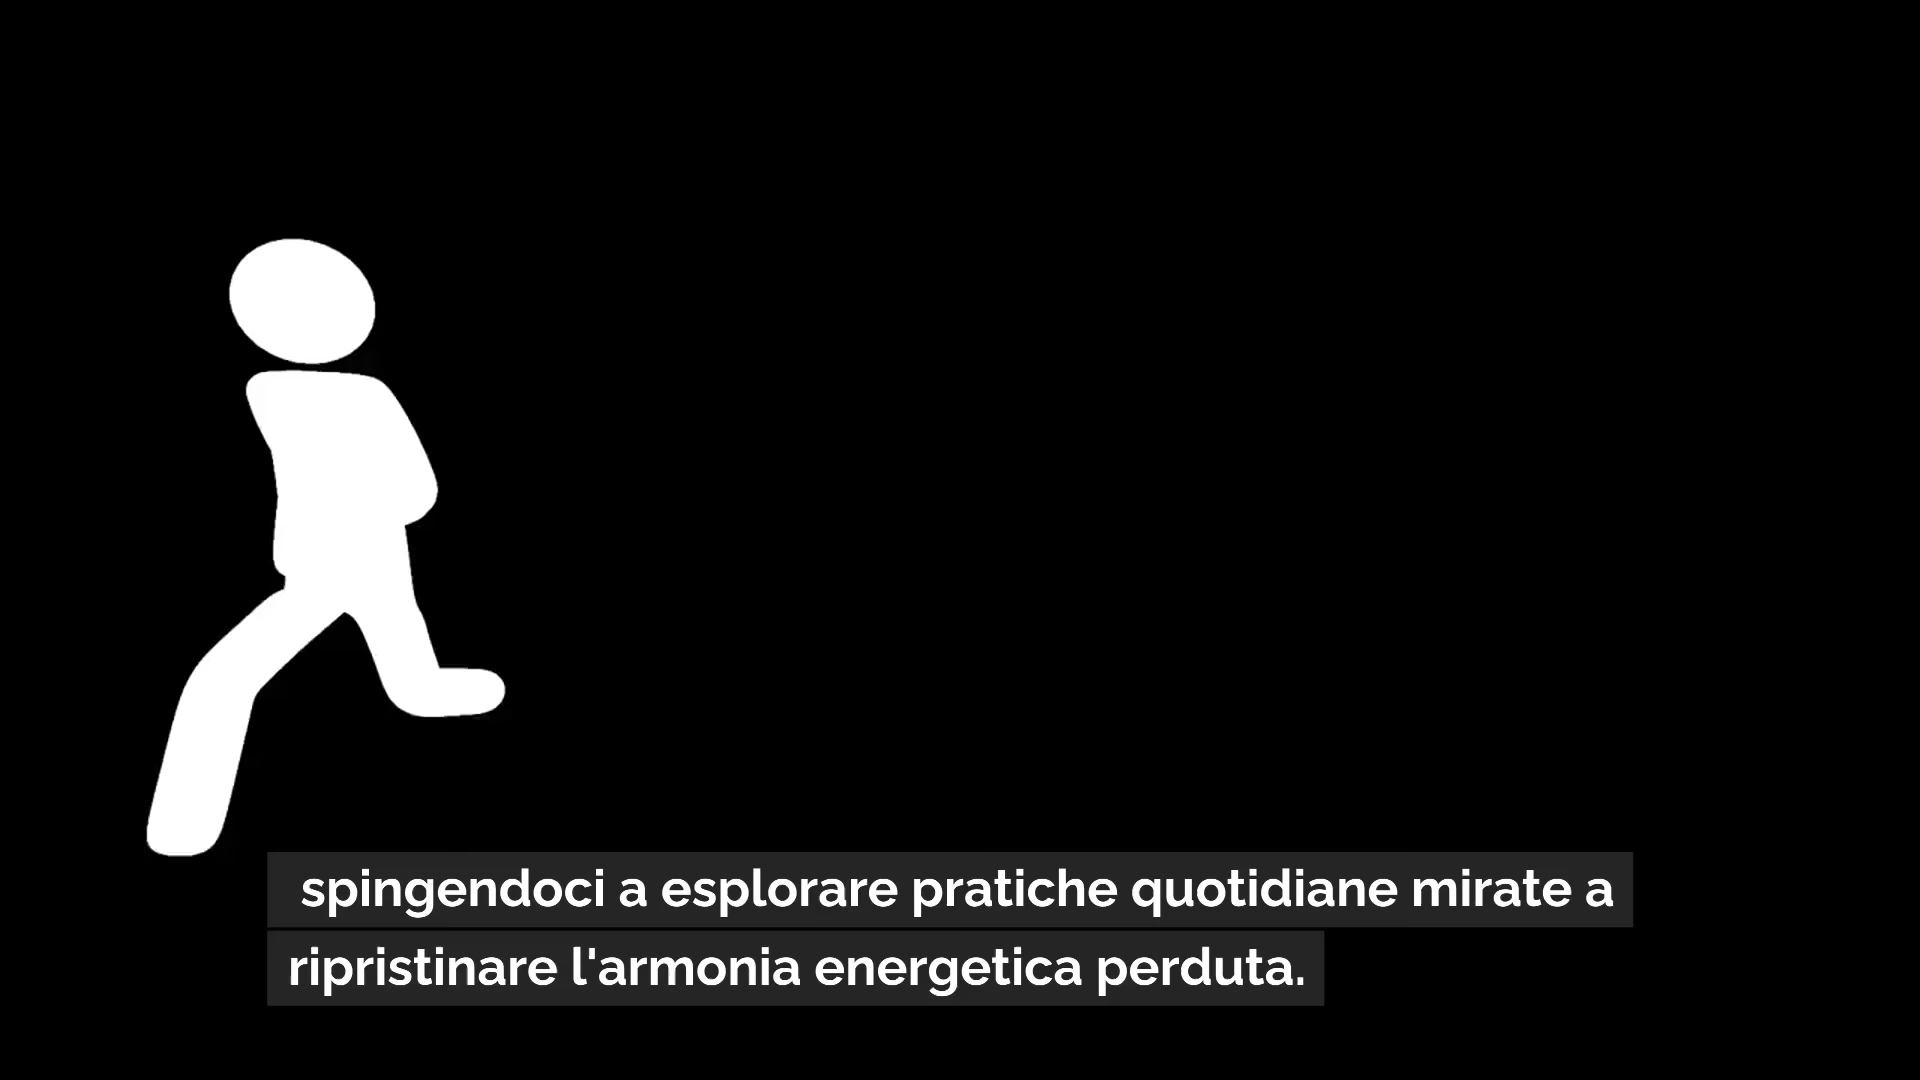 spingendoci a esplorare pratiche quotidiane mirate a
ripristinare l'armonia energetica perduta.